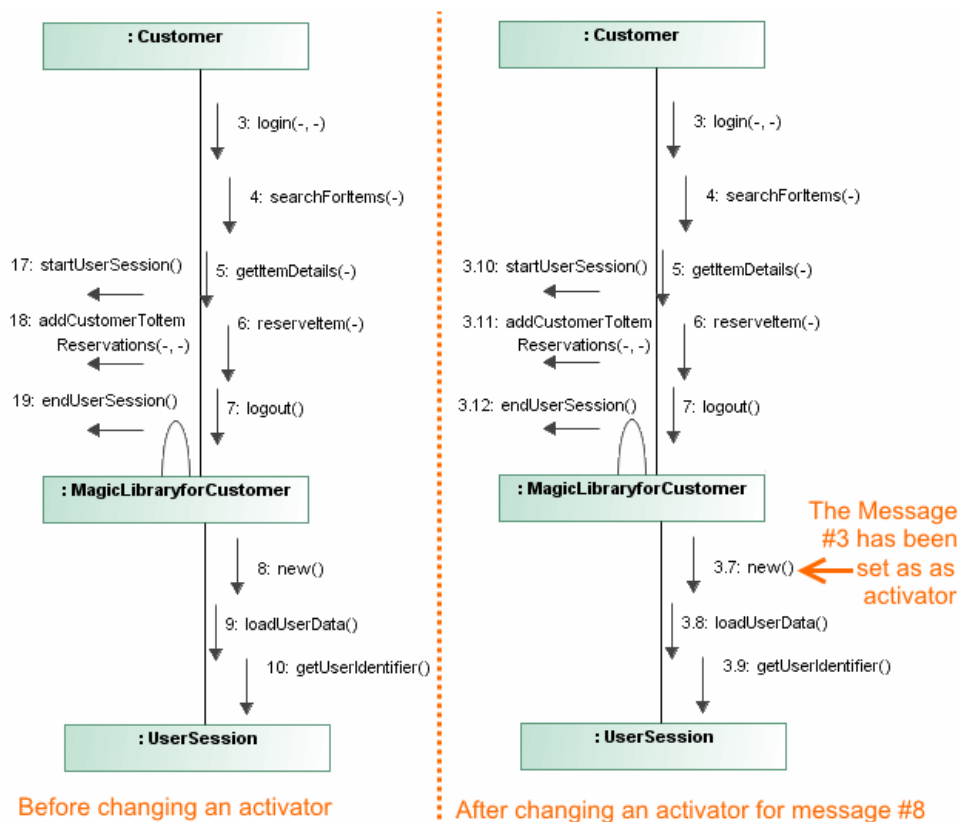 : Customer
3: login(-, -)
4: searchForItems(-)
17: startUserSession()
5: getItemDetails(-)
18: addCustomerToItem
Reservations(-, -)
6: reserveItem(-)
19: endUserSession()
7: logout()
: MagicLibraryforCustomer
8: new()
9: loadUserData()
10: getUserIdentifier()
: UserSession
Before changing an activator
: Customer
3: login(-, -)
4: searchForItems(-)
3.10: startUserSession()
5: getItemDetails(-)
3.11: addCustomerToItem
Reservations(-, -)
6: reserveItem(-)
3.12: endUserSession()
7: logout()
: MagicLibraryforCustomer
The Message
#3 has been
set as as
activator
3.7: new()
3.8: loadUserData()
3.9: getUserIdentifier()
: UserSession
After changing an activator for message #8